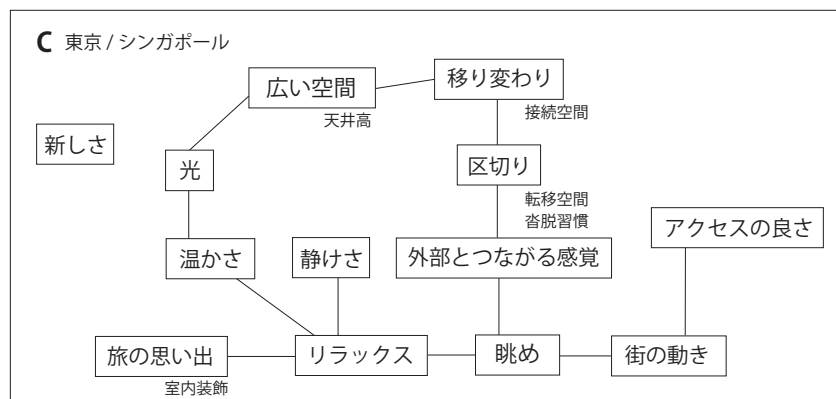 C 東京 / シンガポール
広い空間
天井高
移り変わり
接続空間
新しさ
光
区切り
転移空間
沓脱習慣
アクセスの良さ
温かさ
静けさ
外部とつながる感覚
旅の思い出
室内装飾
リラックス
眺め
街の動き